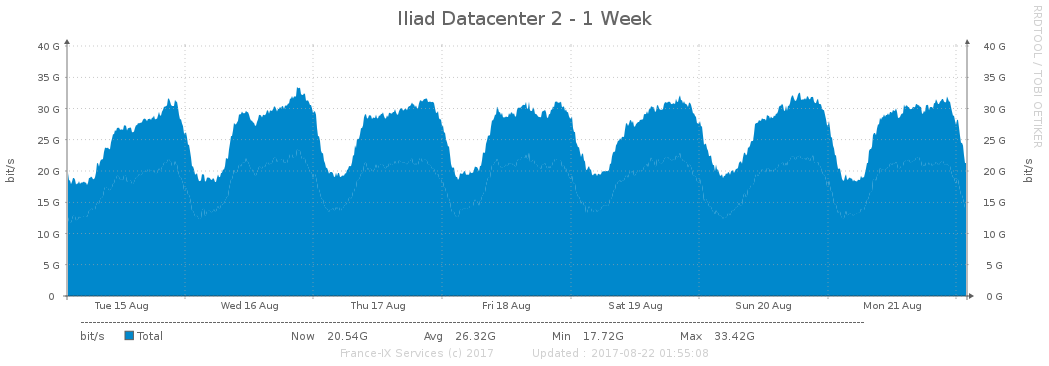 Iliad Datacenter 2 - 1 Week
RRDTOOL / TOBI OETIKER
40 G 40 G
35 G 35 G
30 G 30 G
25 G 25 G
20 G 20 G
15 G 15 G
10 G 10 G
5 G 5 G
0 0 G
bit/s bit/s
Tue 15 Aug Wed 16 Aug Thu 17 Aug Fri 18 Aug Sat 19 Aug Sun 20 Aug Mon 21 Aug
bit/s Total Now 20.54G Avg 26.32G Min 17.72G Max 33.42G
France-IX Services (c) 2017 Updated : 2017-08-22 01:55:08